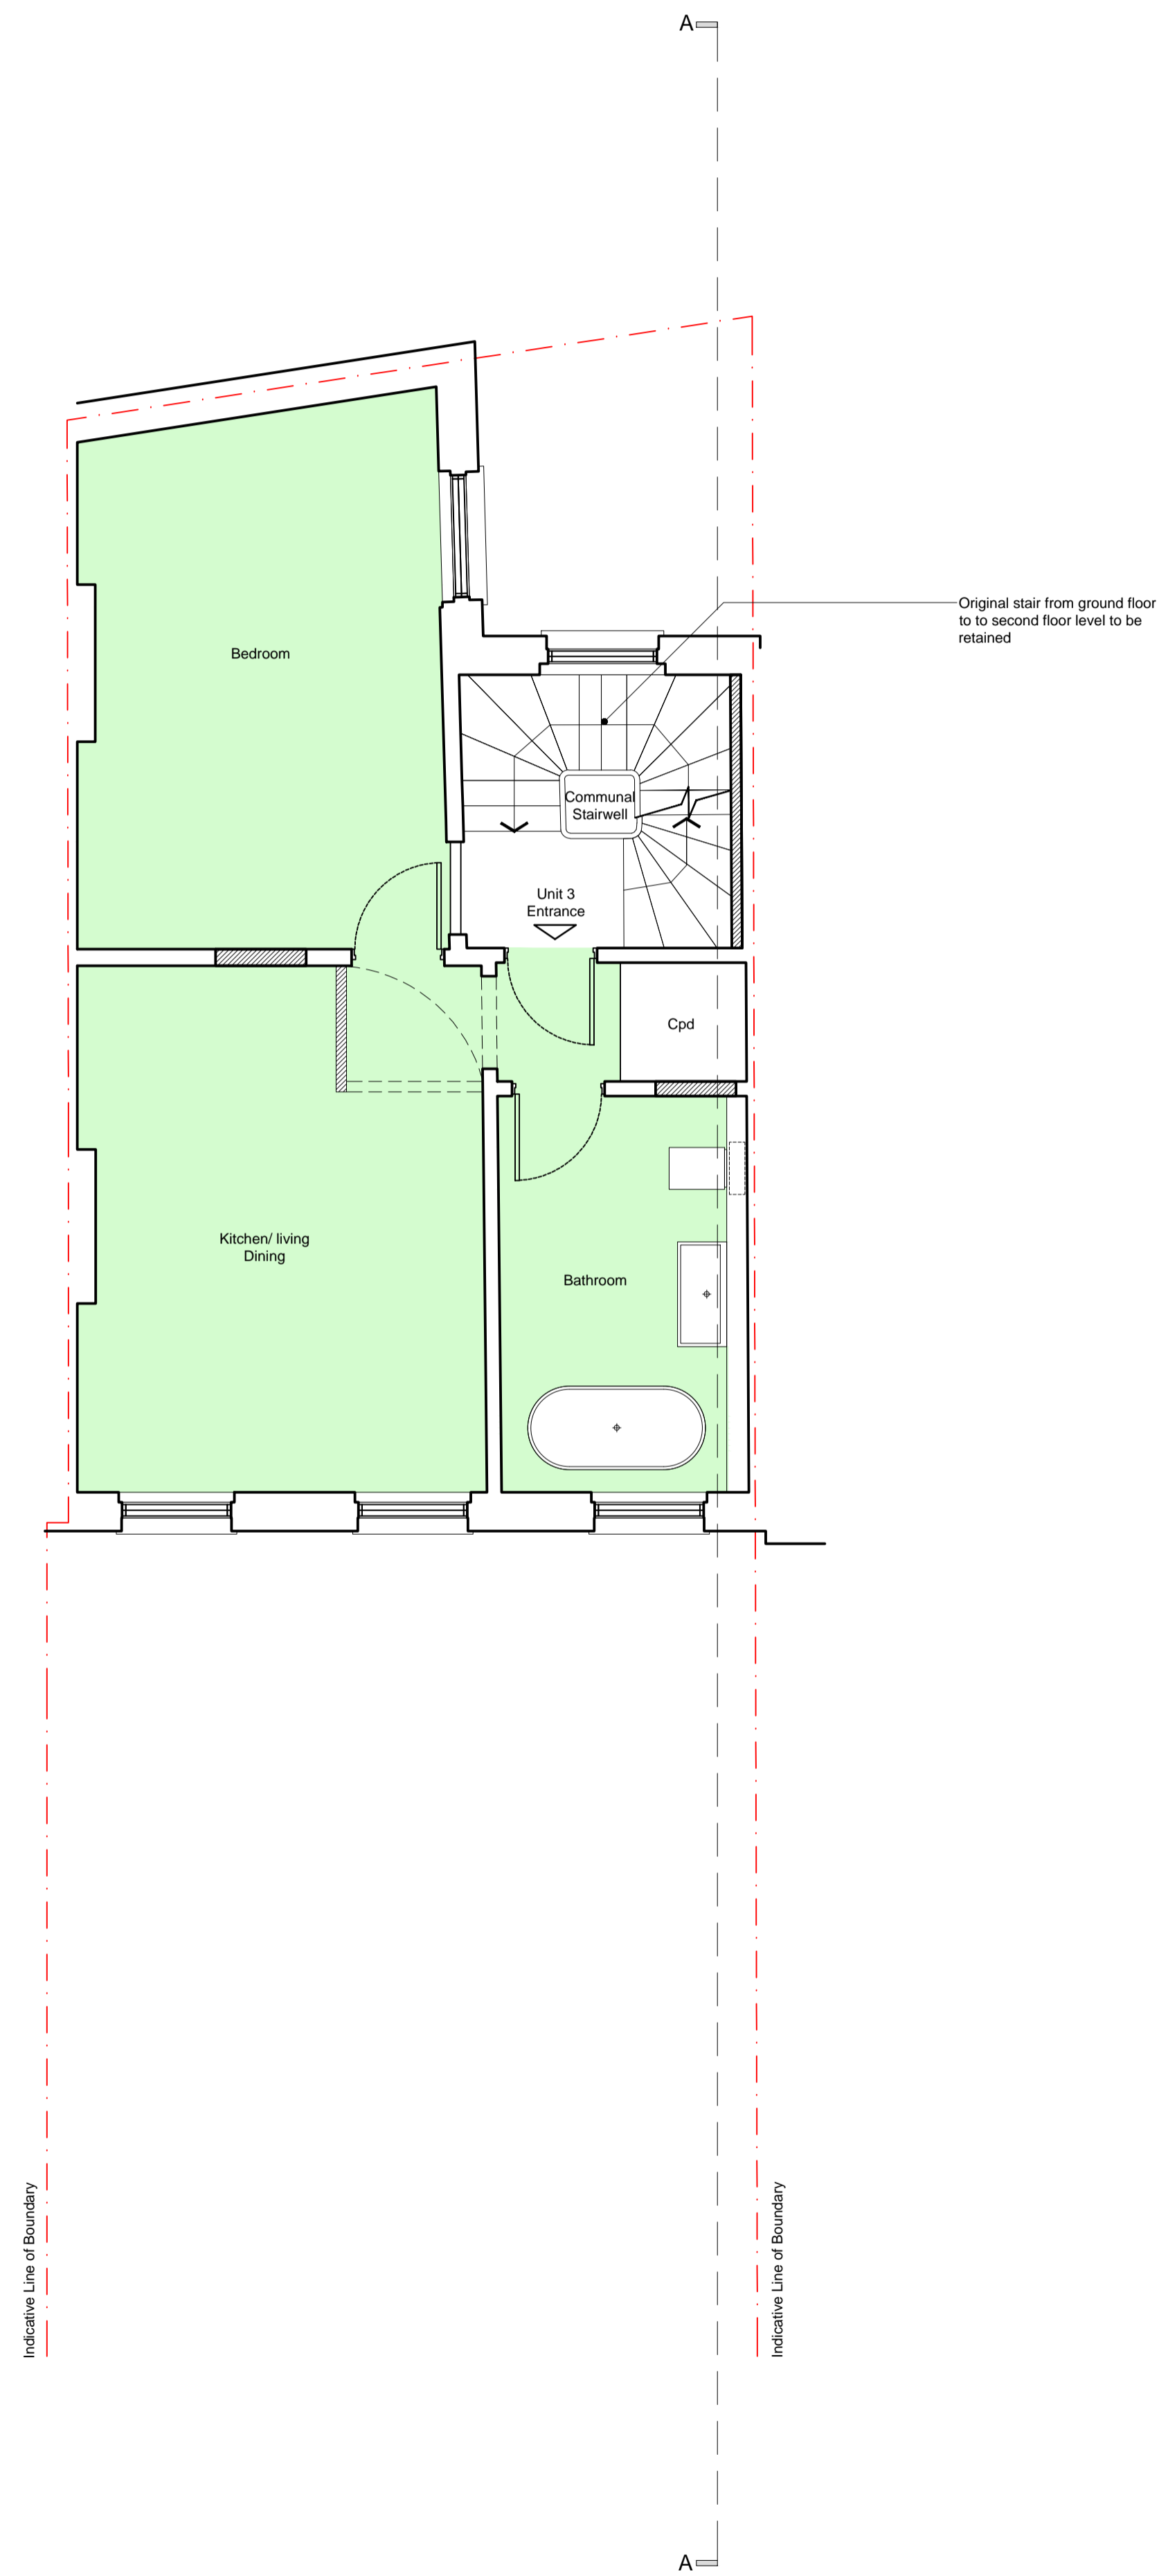 A
Original stair from ground floor
to to second floor level to be
retained
Bedroom
Communal
Stairwell
Unit 3
Entrance
Cpd
Kitchen/ living
Dining
Bathroom
Indicative Line of Boundary
Indicative Line of Boundary
A